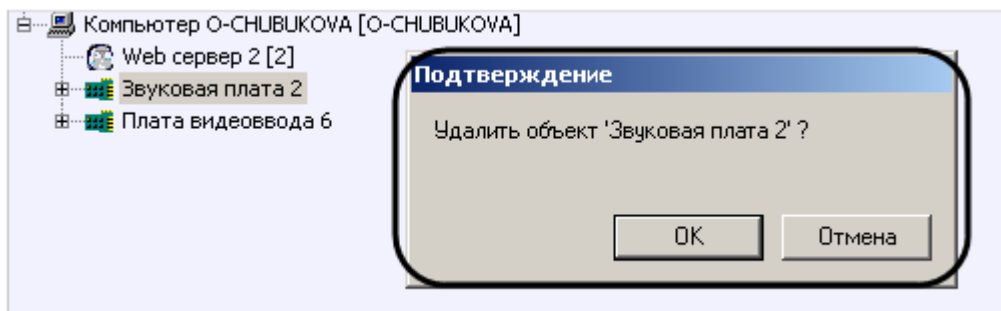 Компьютер O-CHUBUKOVA [O-CHUBUKOVA]
Web сервер 2 [2]
Звуковая плата 2
Плата видеоввода 6
Подтверждение
Удалить объект 'Звуковая плата 2' ?
OK
Отмена